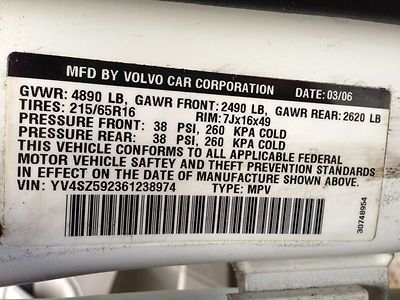 MFD BY VOLVO CAR CORPORATION DATE: 03/06
GVWR: 4890 LB, GAWR FRONT: 2490 LB, GAWR REAR: 2620 LB
TIRES: 215/65R16 RIM: 7Jx16x49
PRESSURE FRONT: 38 PSI, 260 KPA COLD
PRESSURE REAR: 38 PSI, 260 KPA COLD
THIS VEHICLE CONFORMS TO ALL APPLICABLE FEDERAL
MOTOR VEHICLE SAFTEY AND THEFT PREVENTION STANDARDS
IN EFFECT ON THE DATE OF MANUFACTURE SHOWN ABOVE.
VIN: YV4SZ592361238974 TYPE: MPV
30748954